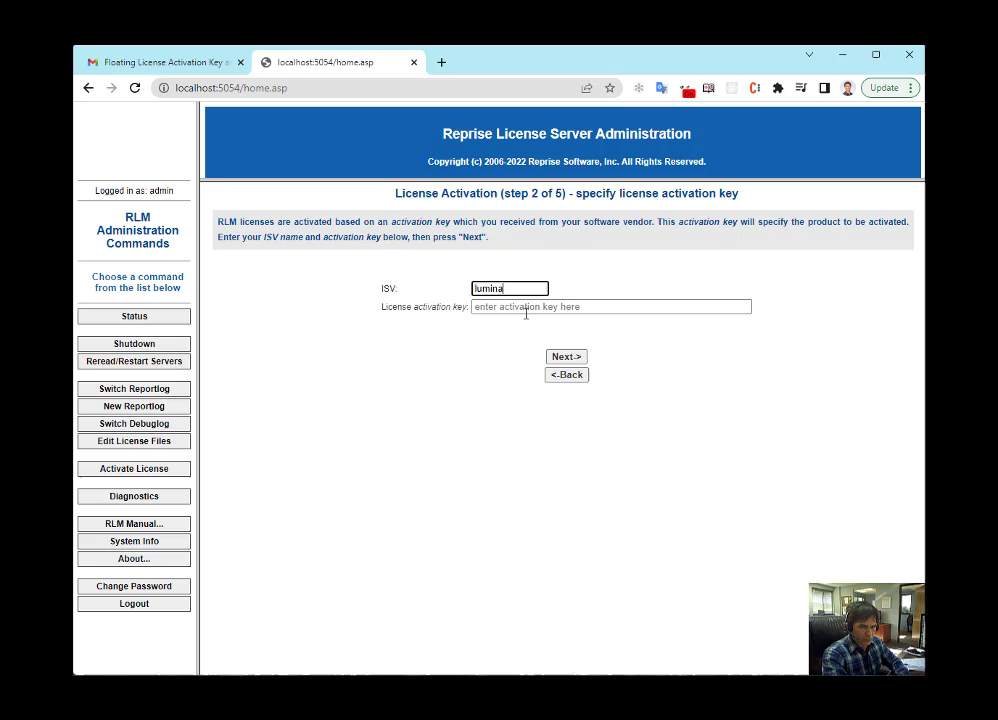 Floating License Activation Key a
localhost:5054/home.asp
localhost:5054/home.asp
Update
Logged in as: admin
RLM
Administration
Commands
Choose a command
from the list below
Status
Shutdown
Reread/Restart Servers
Switch Reportlog
New Reportlog
Switch Debuglog
Edit License Files
Activate License
Diagnostics
RLM Manual...
System Info
About...
Change Password
Logout
Reprise License Server Administration
Copyright (c) 2006-2022 Reprise Software, Inc. All Rights Reserved.
License Activation (step 2 of 5) - specify license activation key
RLM licenses are activated based on an activation key which you received from your software vendor. This activation key will specify the product to be activated.
Enter your ISV name and activation key below, then press "Next".
ISV: lumina
License activation key: enter activation key here
Next->
<-Back